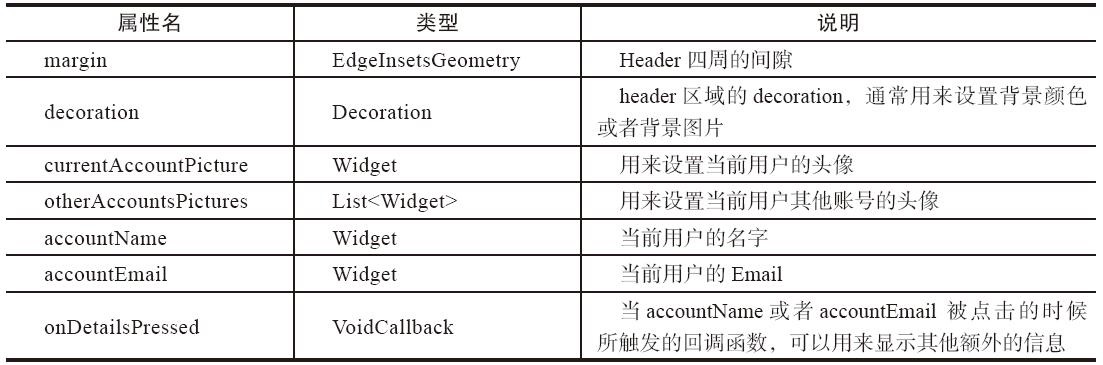 属性名 类型 说明
margin EdgeInsetsGeometry Header 四周的间隙
decoration Decoration header 区域的 decoration，通常用来设置背景颜色
或者背景图片
currentAccountPicture Widget 用来设置当前用户的头像
otherAccountsPictures List<Widget> 用来设置当前用户其他账号的头像
accountName Widget 当前用户的名字
accountEmail Widget 当前用户的 Email
onDetailsPressed VoidCallback 当 accountName 或者 accountEmail 被点击的时候
所触发的回调函数，可以用来显示其他额外的信息